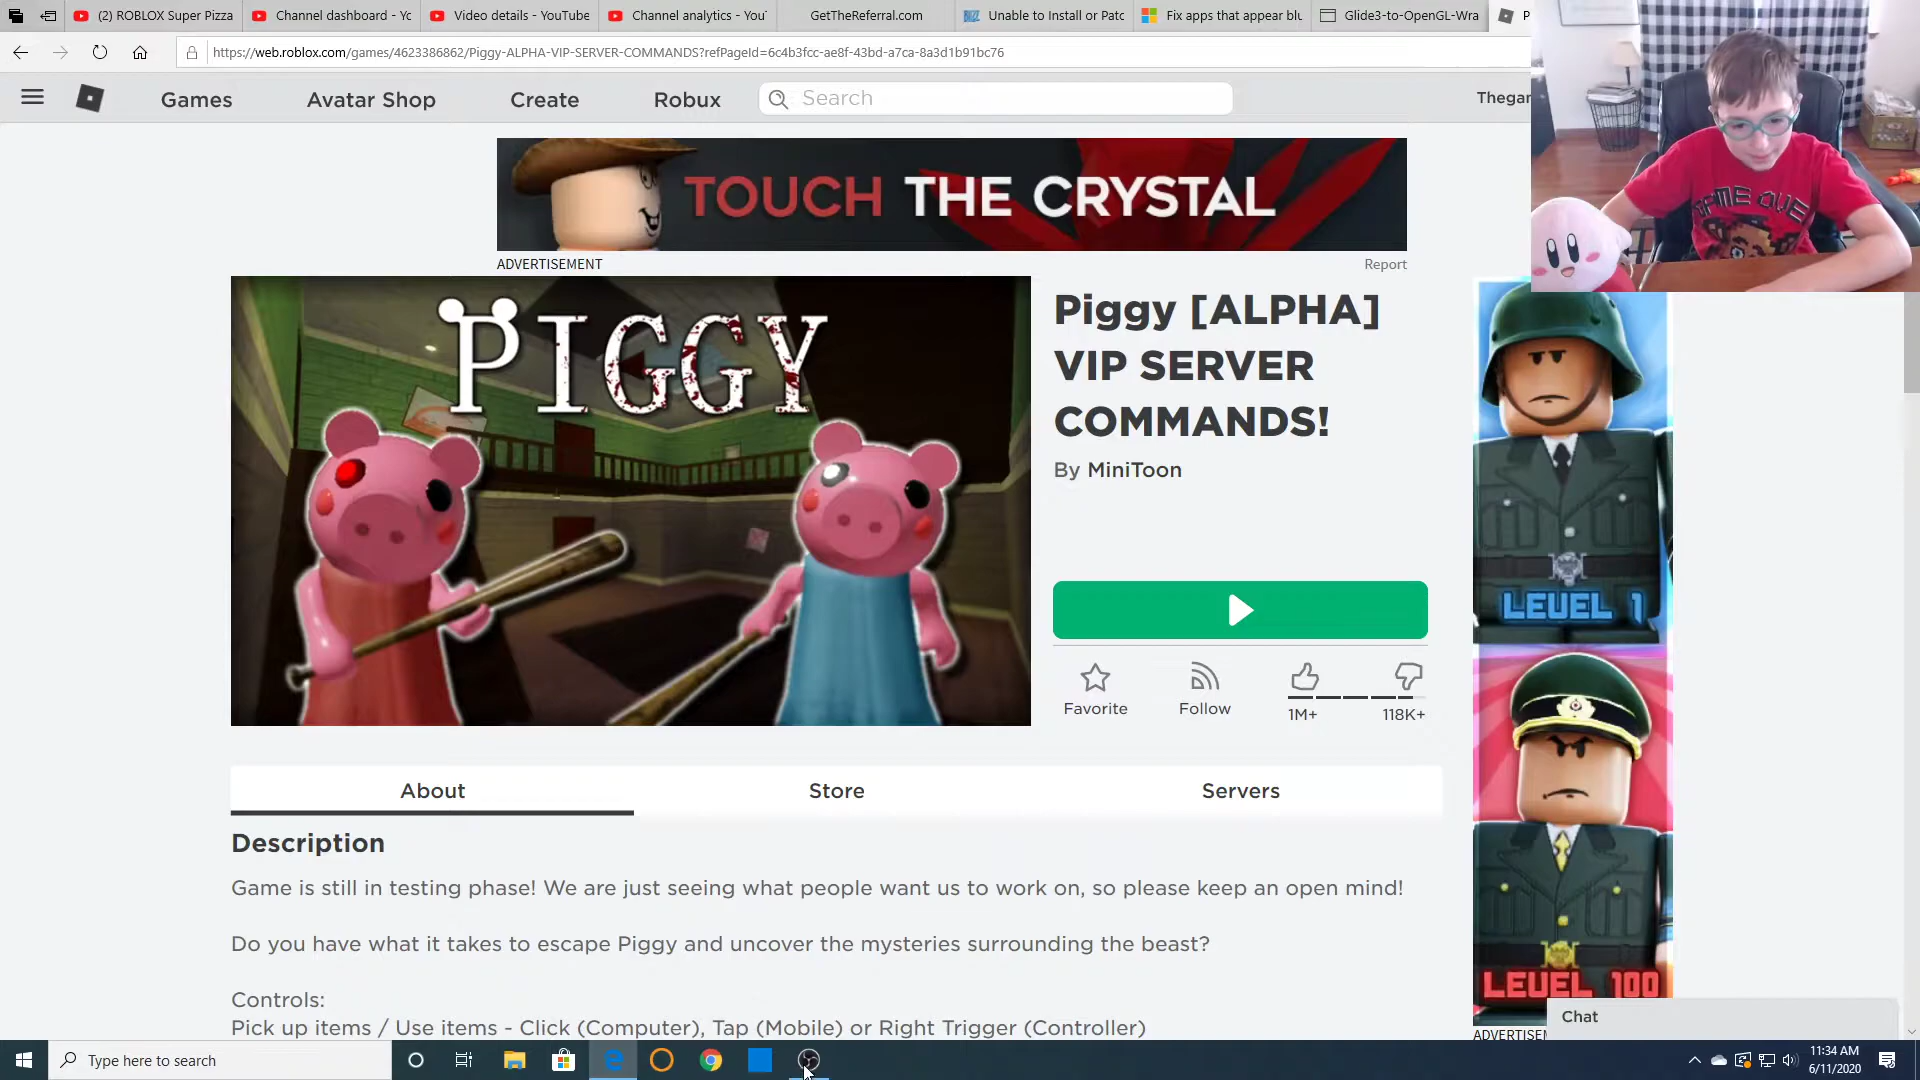 (2) ROBLOX Super Pizza
Channel dashboard - Yc
Video details - YouTube
Channel analytics - You
GetTheReferral.com
Unable to Install or Patc
Fix apps that appear blu
Glide3-to-OpenGL-Wra
P
https://web.roblox.com/games/4623386862/Piggy-ALPHA-VIP-SERVER-COMMANDS?refPageId=6c4b3fcc-ae8f-43bd-a7ca-8a3d1b91bc76
Games
Avatar Shop
Create
Robux
Search
Thegar
TOUCH THE CRYSTAL
ADVERTISEMENT
Report
GAME OVER
PIGGY
Piggy [ALPHA]
VIP SERVER
COMMANDS!
By MiniToon
Favorite
Follow
1M+
118K+
LEVEL 1
About
Store
Servers
Description
Game is still in testing phase! We are just seeing what people want us to work on, so please keep an open mind!
Do you have what it takes to escape Piggy and uncover the mysteries surrounding the beast?
Controls:
Pick up items / Use items - Click (Computer), Tap (Mobile) or Right Trigger (Controller)
LEVEL 100
ADVERTISEM
Chat
Type here to search
11:34 AM
6/11/2020